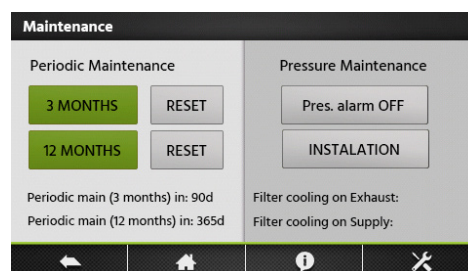 Maintenance
Periodic Maintenance
3 MONTHS RESET
12 MONTHS RESET
Periodic main (3 months) in: 90d
Periodic main (12 months) in: 365d
Pressure Maintenance
Pres. alarm OFF
INSTALATION
Filter cooling on Exhaust:
Filter cooling on Supply: